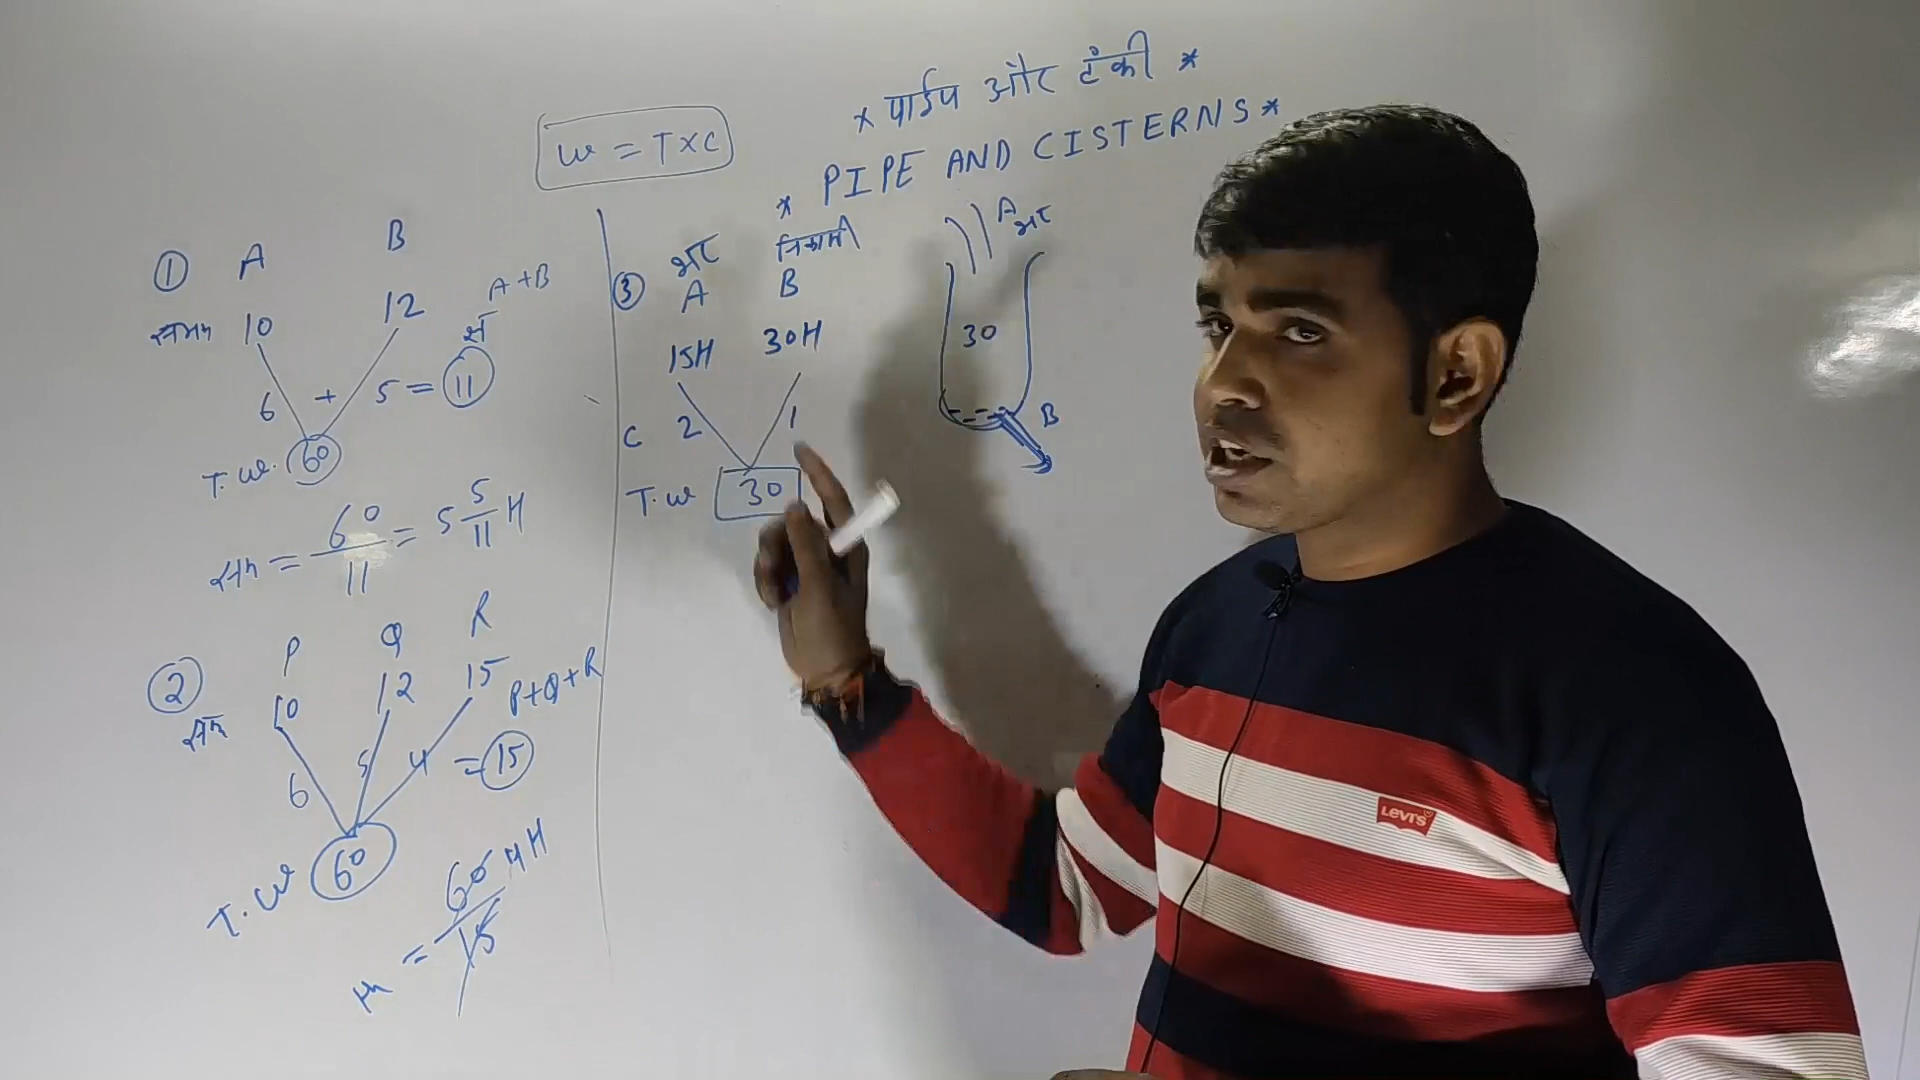 * पाईप और टंकी *
* PIPE AND CISTERNS *
W = T×C
① A B
समय 10 12 A+B
6 + 5 = 11
T.W. 60
समय = 60/11 = 5 5/11 H
② P Q R
समय 10 12 15 P+Q+R
6 5 4 = 15
T.W 60
= 60/15 4H
③ भर निकासी
A B
15H 30H
C 2 1
T.W 30
A भर
30
B
Levi's